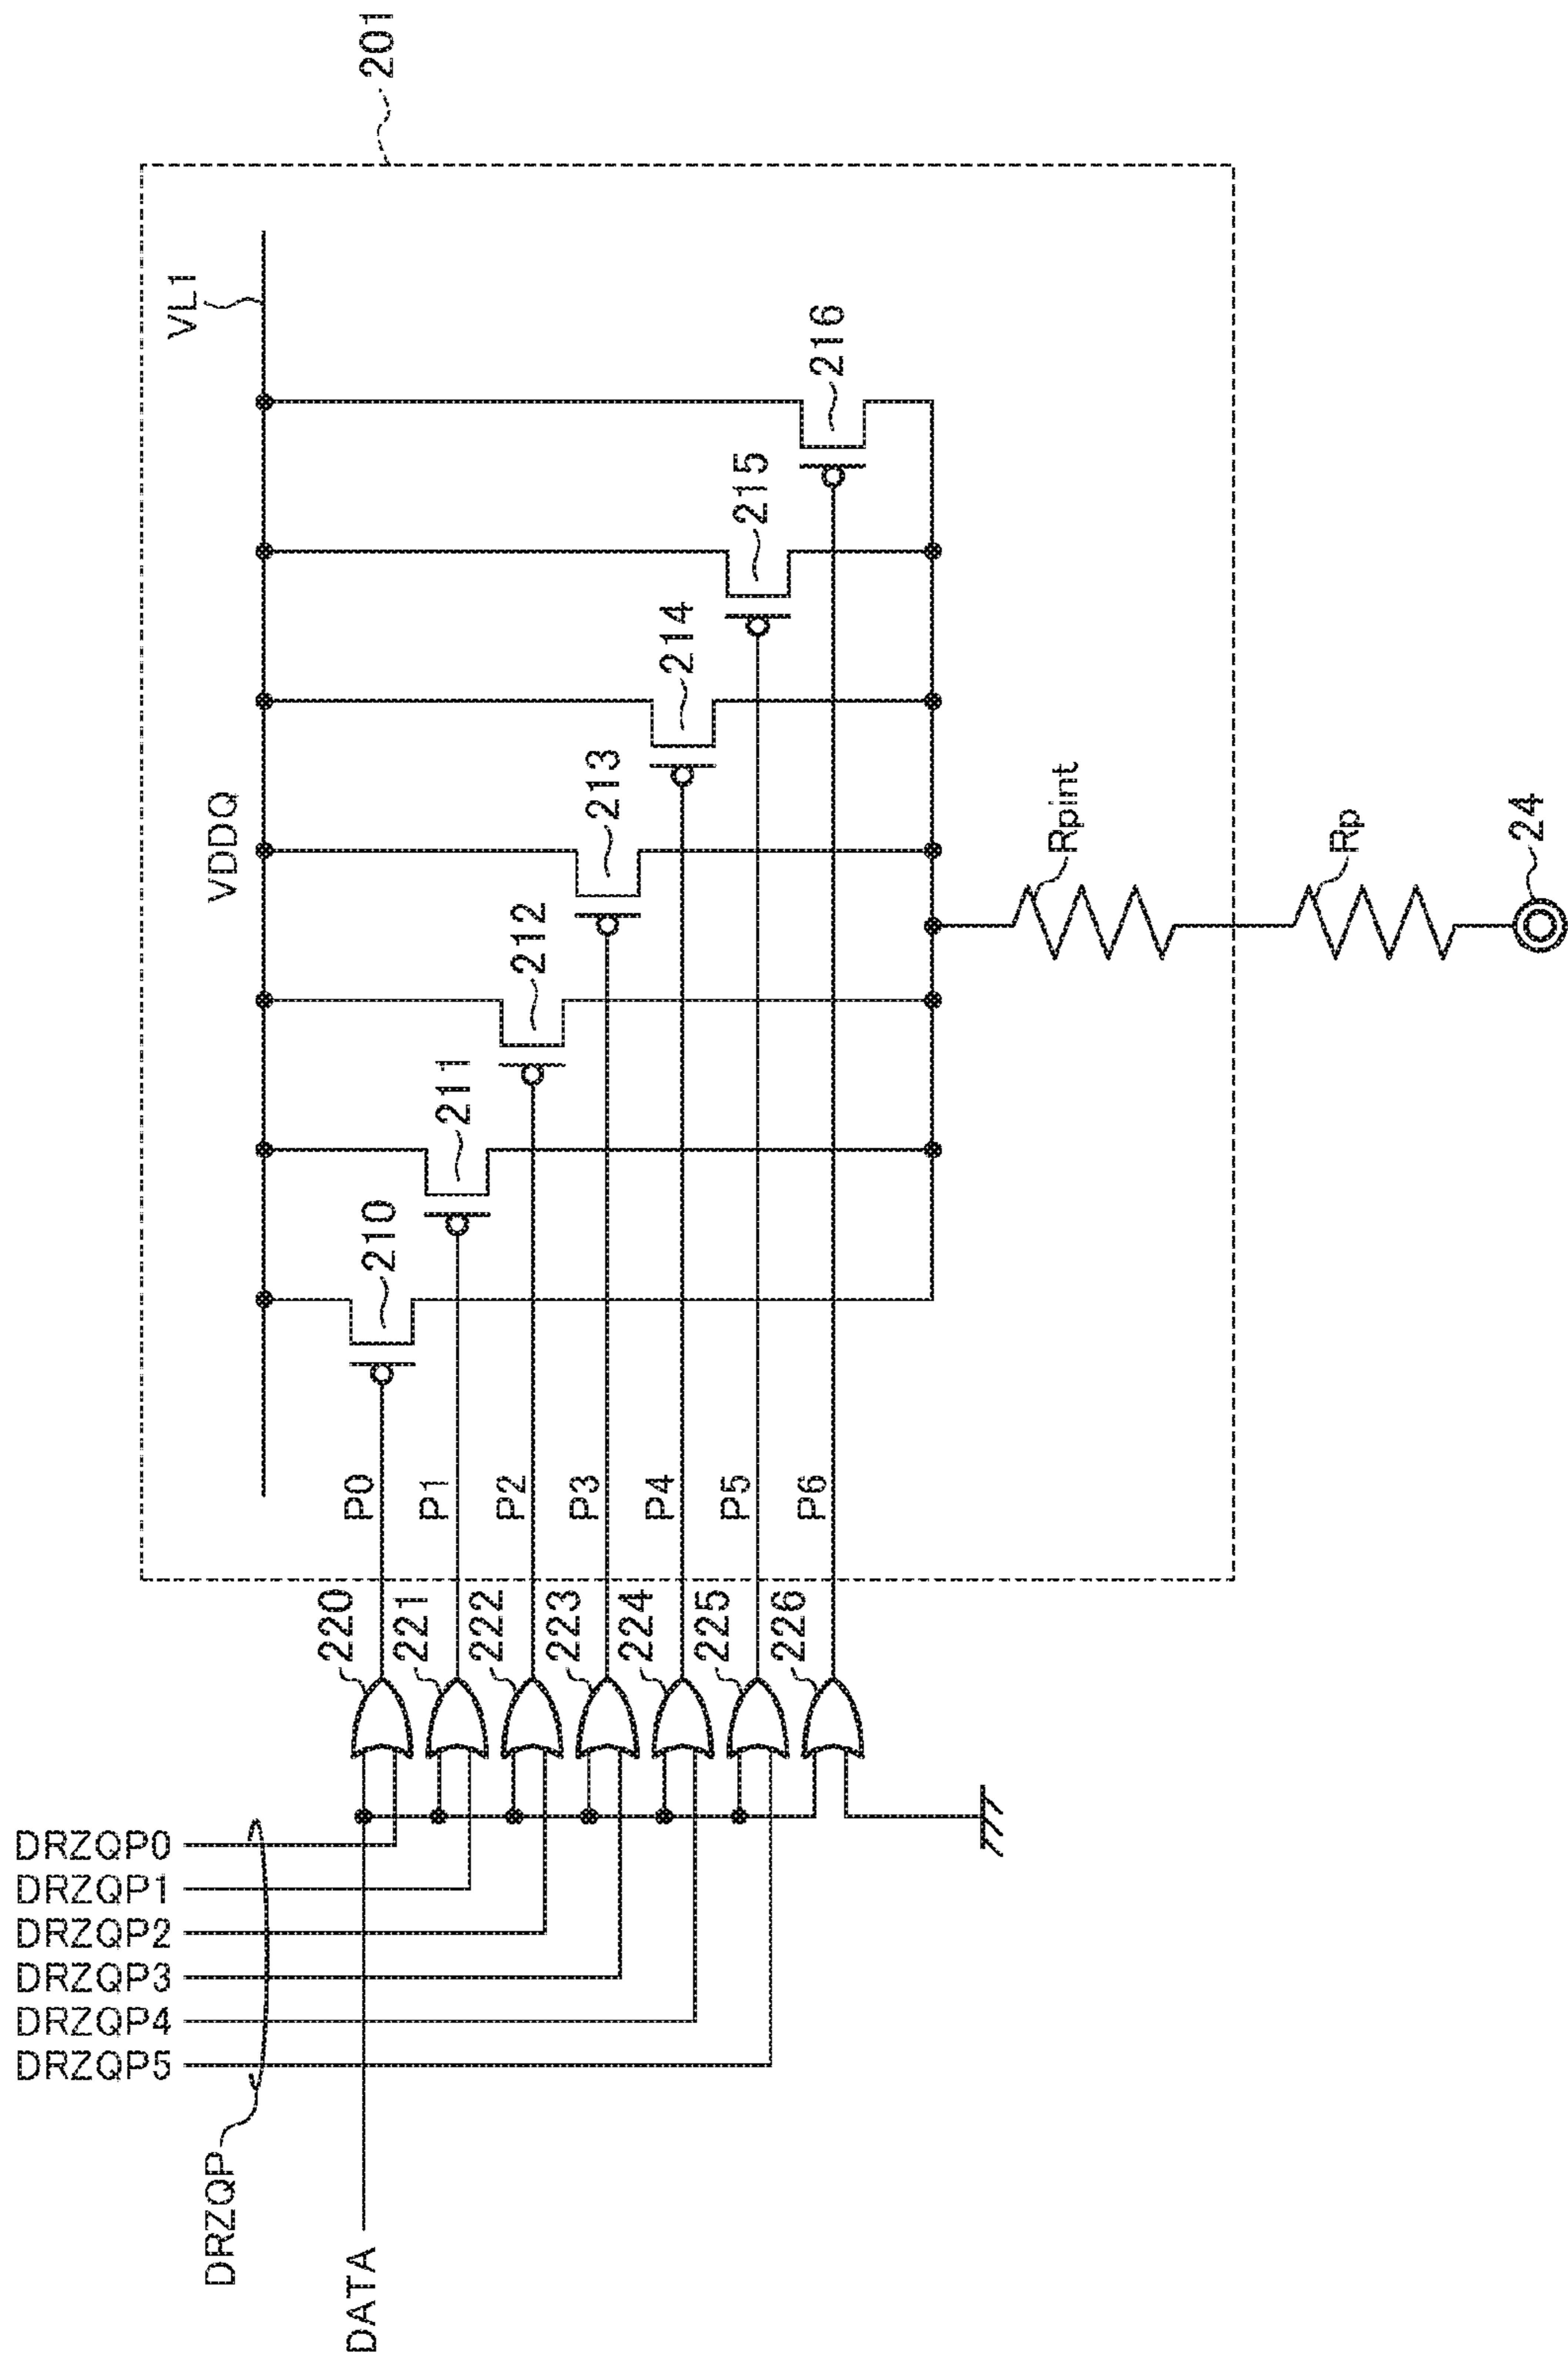 201
VL1
VDDQ
216
215
214
213
212
211
210
Rpint
Rp
24
P0
P1
P2
P3
P4
P5
P6
220
221
222
223
224
225
226
DRZQP0
DRZQP1
DRZQP2
DRZQP3
DRZQP4
DRZQP5
DRZQP
DATA